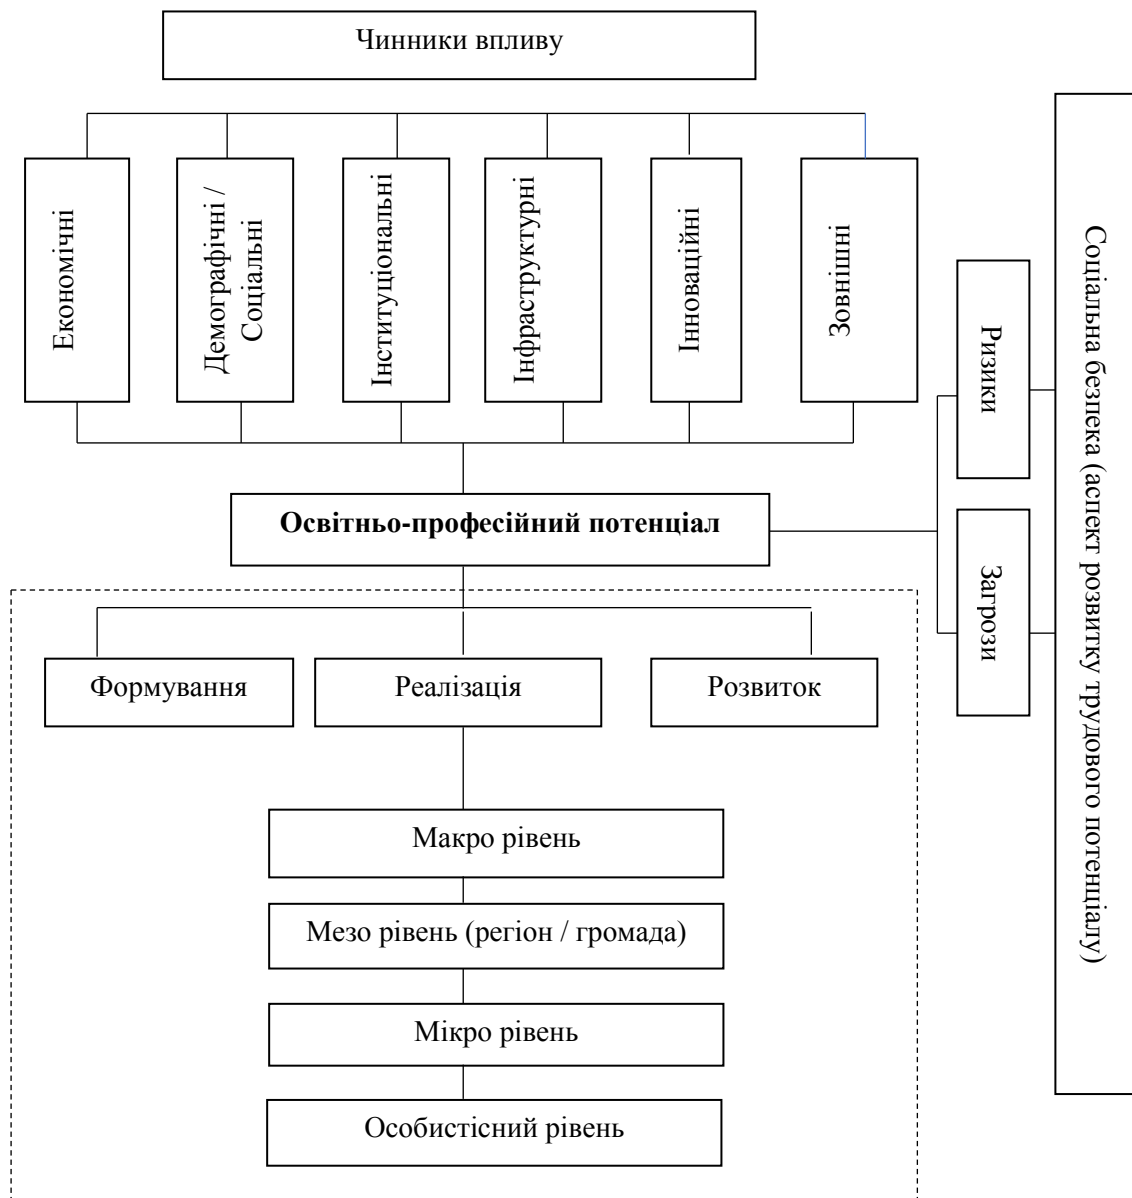 Чинники впливу
Економічні
Демографічні /
Соціальні
Інституціональні
Інфраструктурні
Інноваційні
Зовнішні
Ризики
Загрози
Соціальна безпека (аспект розвитку трудового потенціалу)
Освітньо-професійний потенціал
Формування
Реалізація
Розвиток
Макро рівень
Мезо рівень (регіон / громада)
Мікро рівень
Особистісний рівень